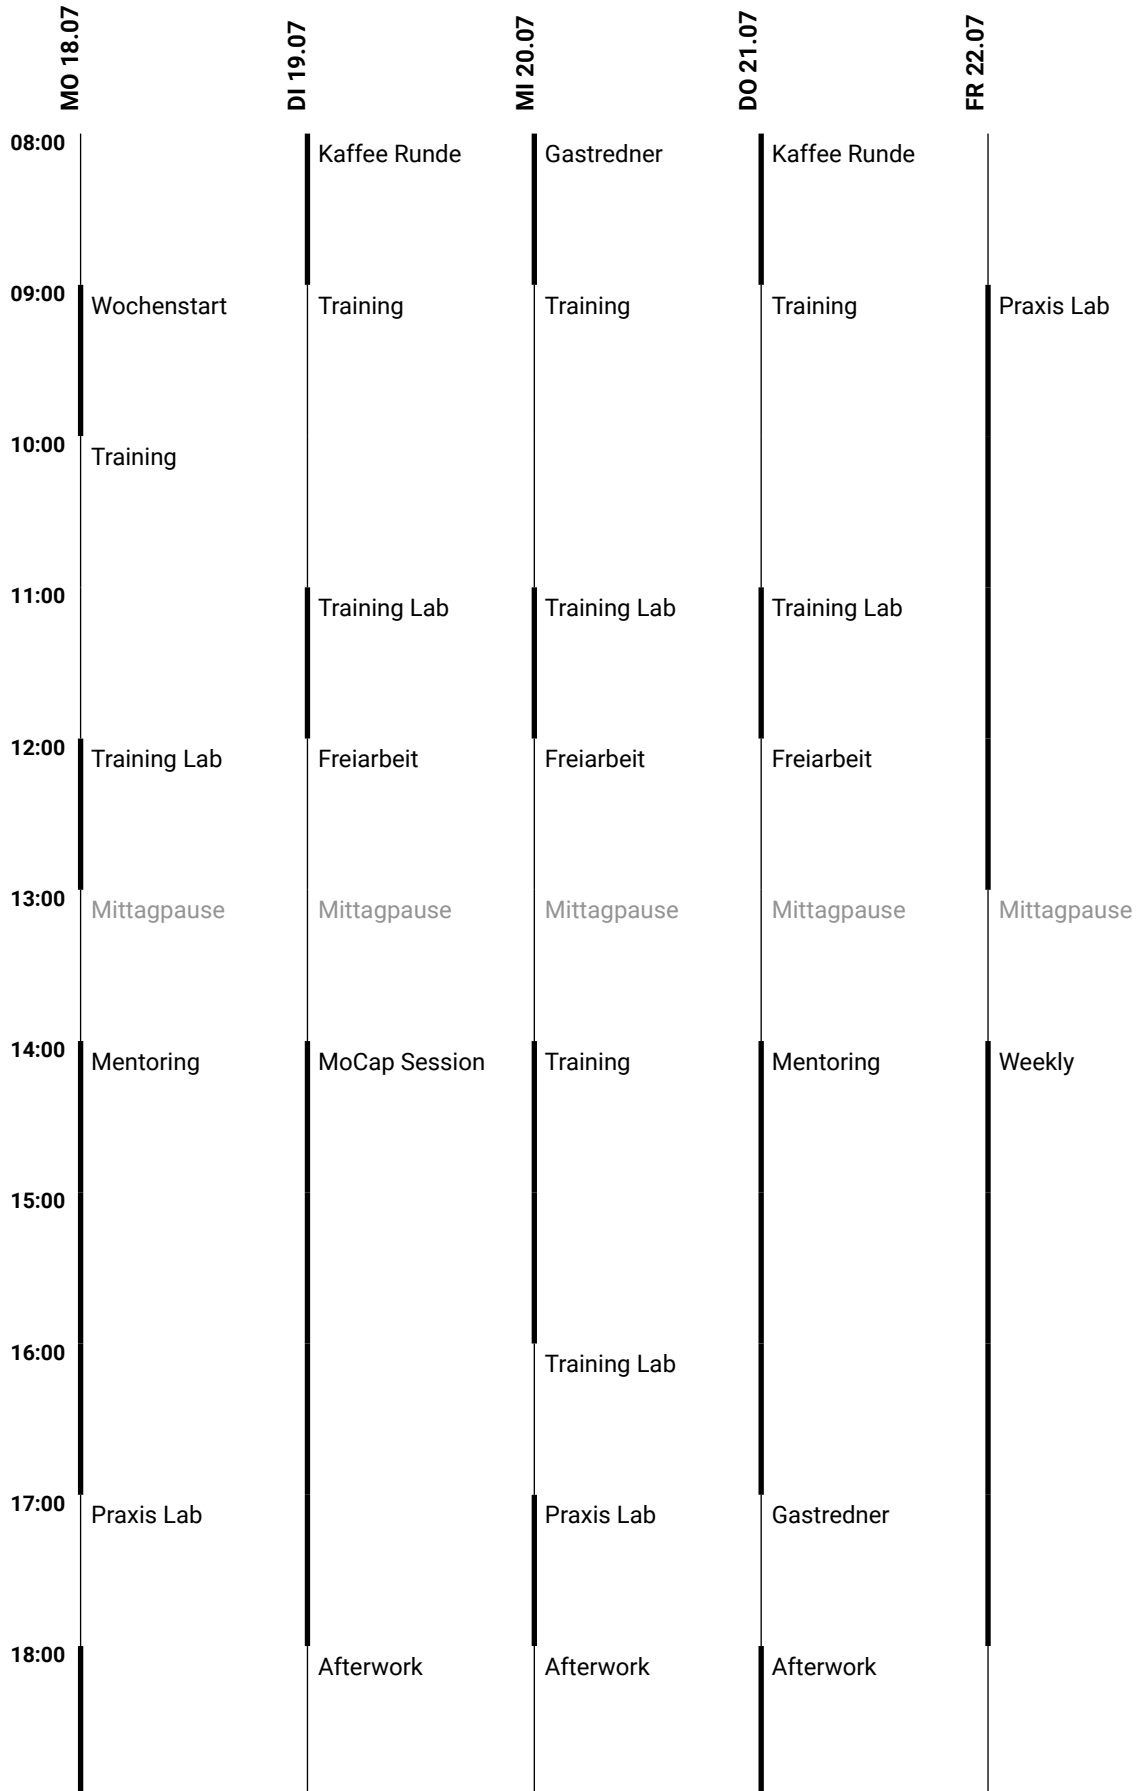 MO 18.07 DI 19.07 MI 20.07 DO 21.07 FR 22.07
08:00 Kaffee Runde Gastredner Kaffee Runde
09:00 Wochenstart Training Training Training Praxis Lab
10:00 Training
11:00 Training Lab Training Lab Training Lab
12:00 Training Lab Freiarbeit Freiarbeit Freiarbeit
13:00 Mittagpause Mittagpause Mittagpause Mittagpause Mittagpause
14:00 Mentoring MoCap Session Training Mentoring Weekly
15:00
16:00 Training Lab
17:00 Praxis Lab Praxis Lab Gastredner
18:00 Afterwork Afterwork Afterwork